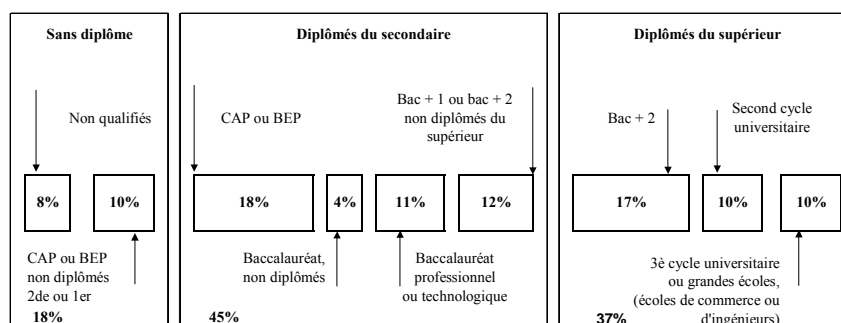 Sans diplôme
Non qualifiés
8%
10%
CAP ou BEP
non diplômés
2de ou 1er
18%
Diplômés du secondaire
CAP ou BEP
Bac + 1 ou bac + 2
non diplômés du
supérieur
18%
4%
11%
12%
Baccalauréat,
non diplômés
Baccalauréat
professionnel
ou technologique
45%
Diplômés du supérieur
Bac + 2
Second cycle
universitaire
17%
10%
10%
3è cycle universitaire
ou grandes écoles,
(écoles de commerce ou
d'ingénieurs)
37%